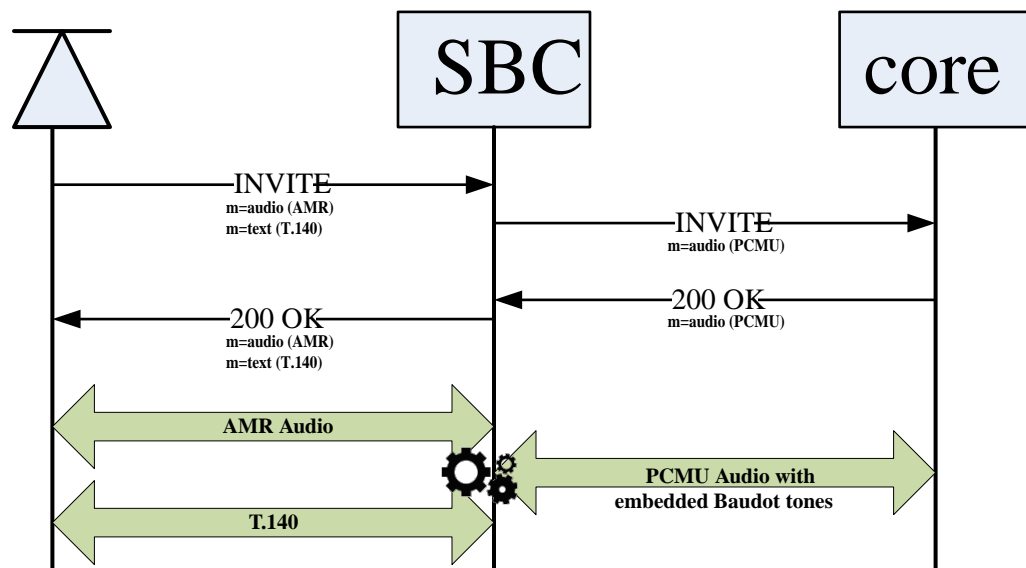 SBC
core
INVITE
m=audio (AMR)
m=text (T.140)
INVITE
m=audio (PCMU)
200 OK
m=audio (PCMU)
200 OK
m=audio (AMR)
m=text (T.140)
AMR Audio
PCMU Audio with
embedded Baudot tones
T.140